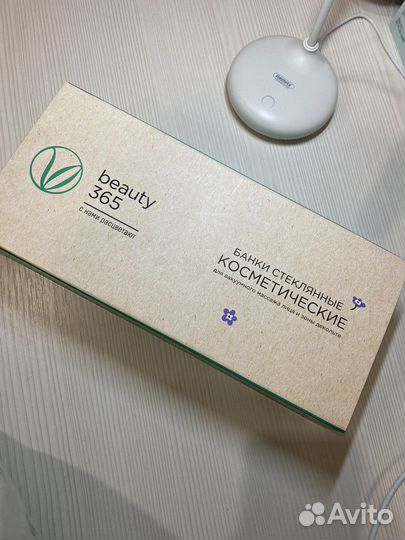 REMAX
beauty
365
с нами расцветают
БАНКИ СТЕКЛЯННЫЕ
КОСМЕТИЧЕСКИЕ
для вакуумного массажа лица и зоны декольте
Avito